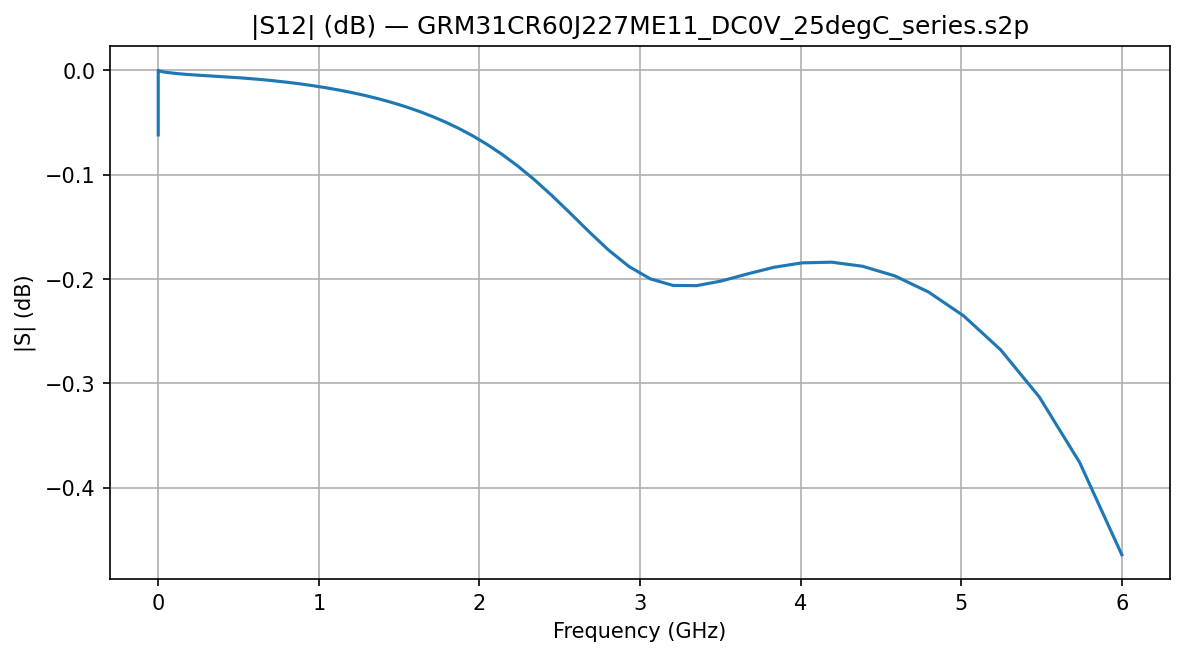 |S12| (dB) — GRM31CR60J227ME11_DC0V_25degC_series.s2p
0.0
−0.1
−0.2
−0.3
−0.4
|S| (dB)
0 1 2 3 4 5 6
Frequency (GHz)